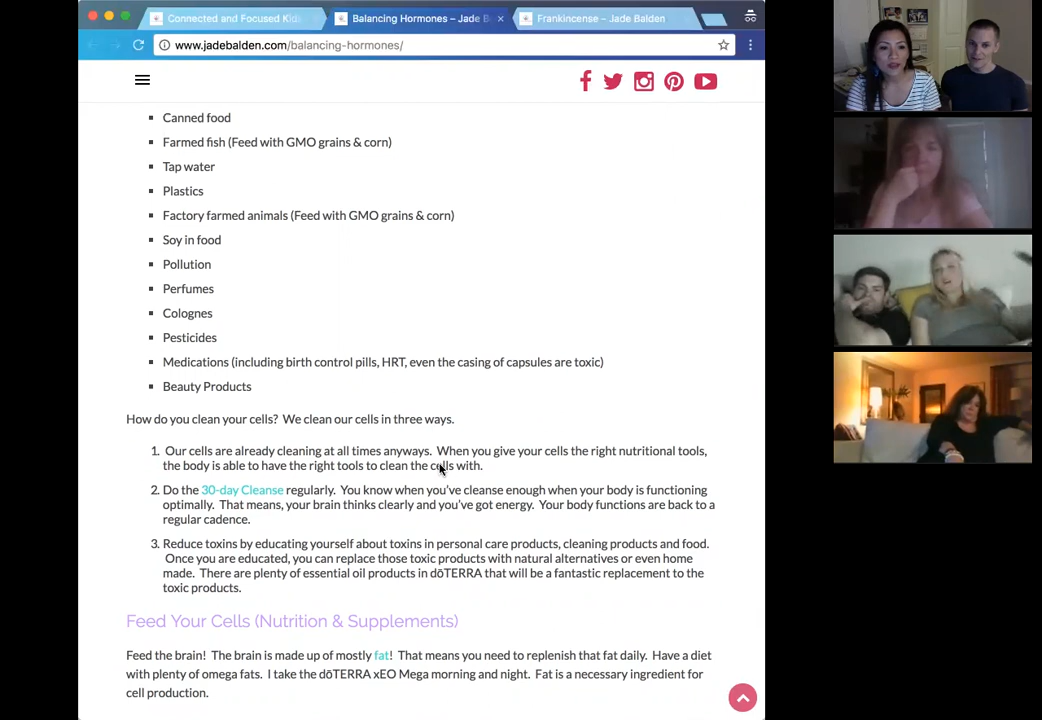 Connected and Focused Kid
Balancing Hormones – Jade B
Frankincense – Jade Balden
www.jadebalden.com/balancing-hormones/
Canned food
Farmed fish (Feed with GMO grains & corn)
Tap water
Plastics
Factory farmed animals (Feed with GMO grains & corn)
Soy in food
Pollution
Perfumes
Colognes
Pesticides
Medications (including birth control pills, HRT, even the casing of capsules are toxic)
Beauty Products
How do you clean your cells? We clean our cells in three ways.
1. Our cells are already cleaning at all times anyways. When you give your cells the right nutritional tools,
the body is able to have the right tools to clean the cells with.
2. Do the 30-day Cleanse regularly. You know when you've cleanse enough when your body is functioning
optimally. That means, your brain thinks clearly and you've got energy. Your body functions are back to a
regular cadence.
3. Reduce toxins by educating yourself about toxins in personal care products, cleaning products and food.
Once you are educated, you can replace those toxic products with natural alternatives or even home
made. There are plenty of essential oil products in dōTERRA that will be a fantastic replacement to the
toxic products.
Feed Your Cells (Nutrition & Supplements)
Feed the brain! The brain is made up of mostly fat! That means you need to replenish that fat daily. Have a diet
with plenty of omega fats. I take the dōTERRA xEO Mega morning and night. Fat is a necessary ingredient for
cell production.